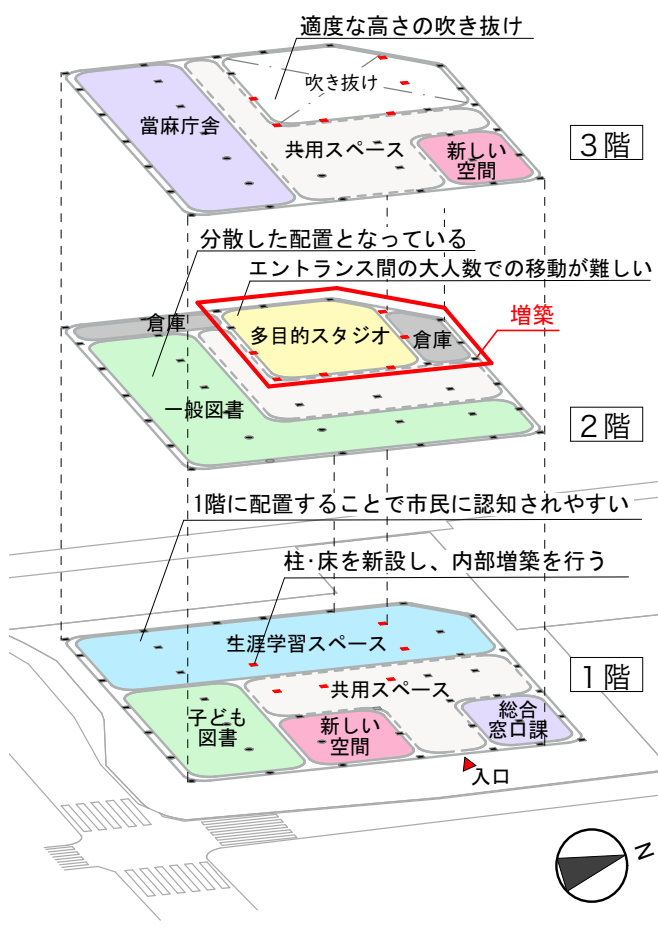 適度な高さの吹き抜け
吹き抜け
當麻庁舎
共用スペース
新しい
空間
3階
分散した配置となっている
エントランス間の大人数での移動が難しい
増築
倉庫
多目的スタジオ
倉庫
一般図書
2階
1階に配置することで市民に認知されやすい
柱・床を新設し、内部増築を行う
生涯学習スペース
1階
共用スペース
子ども
図書
新しい
空間
総合
窓口課
入口
N